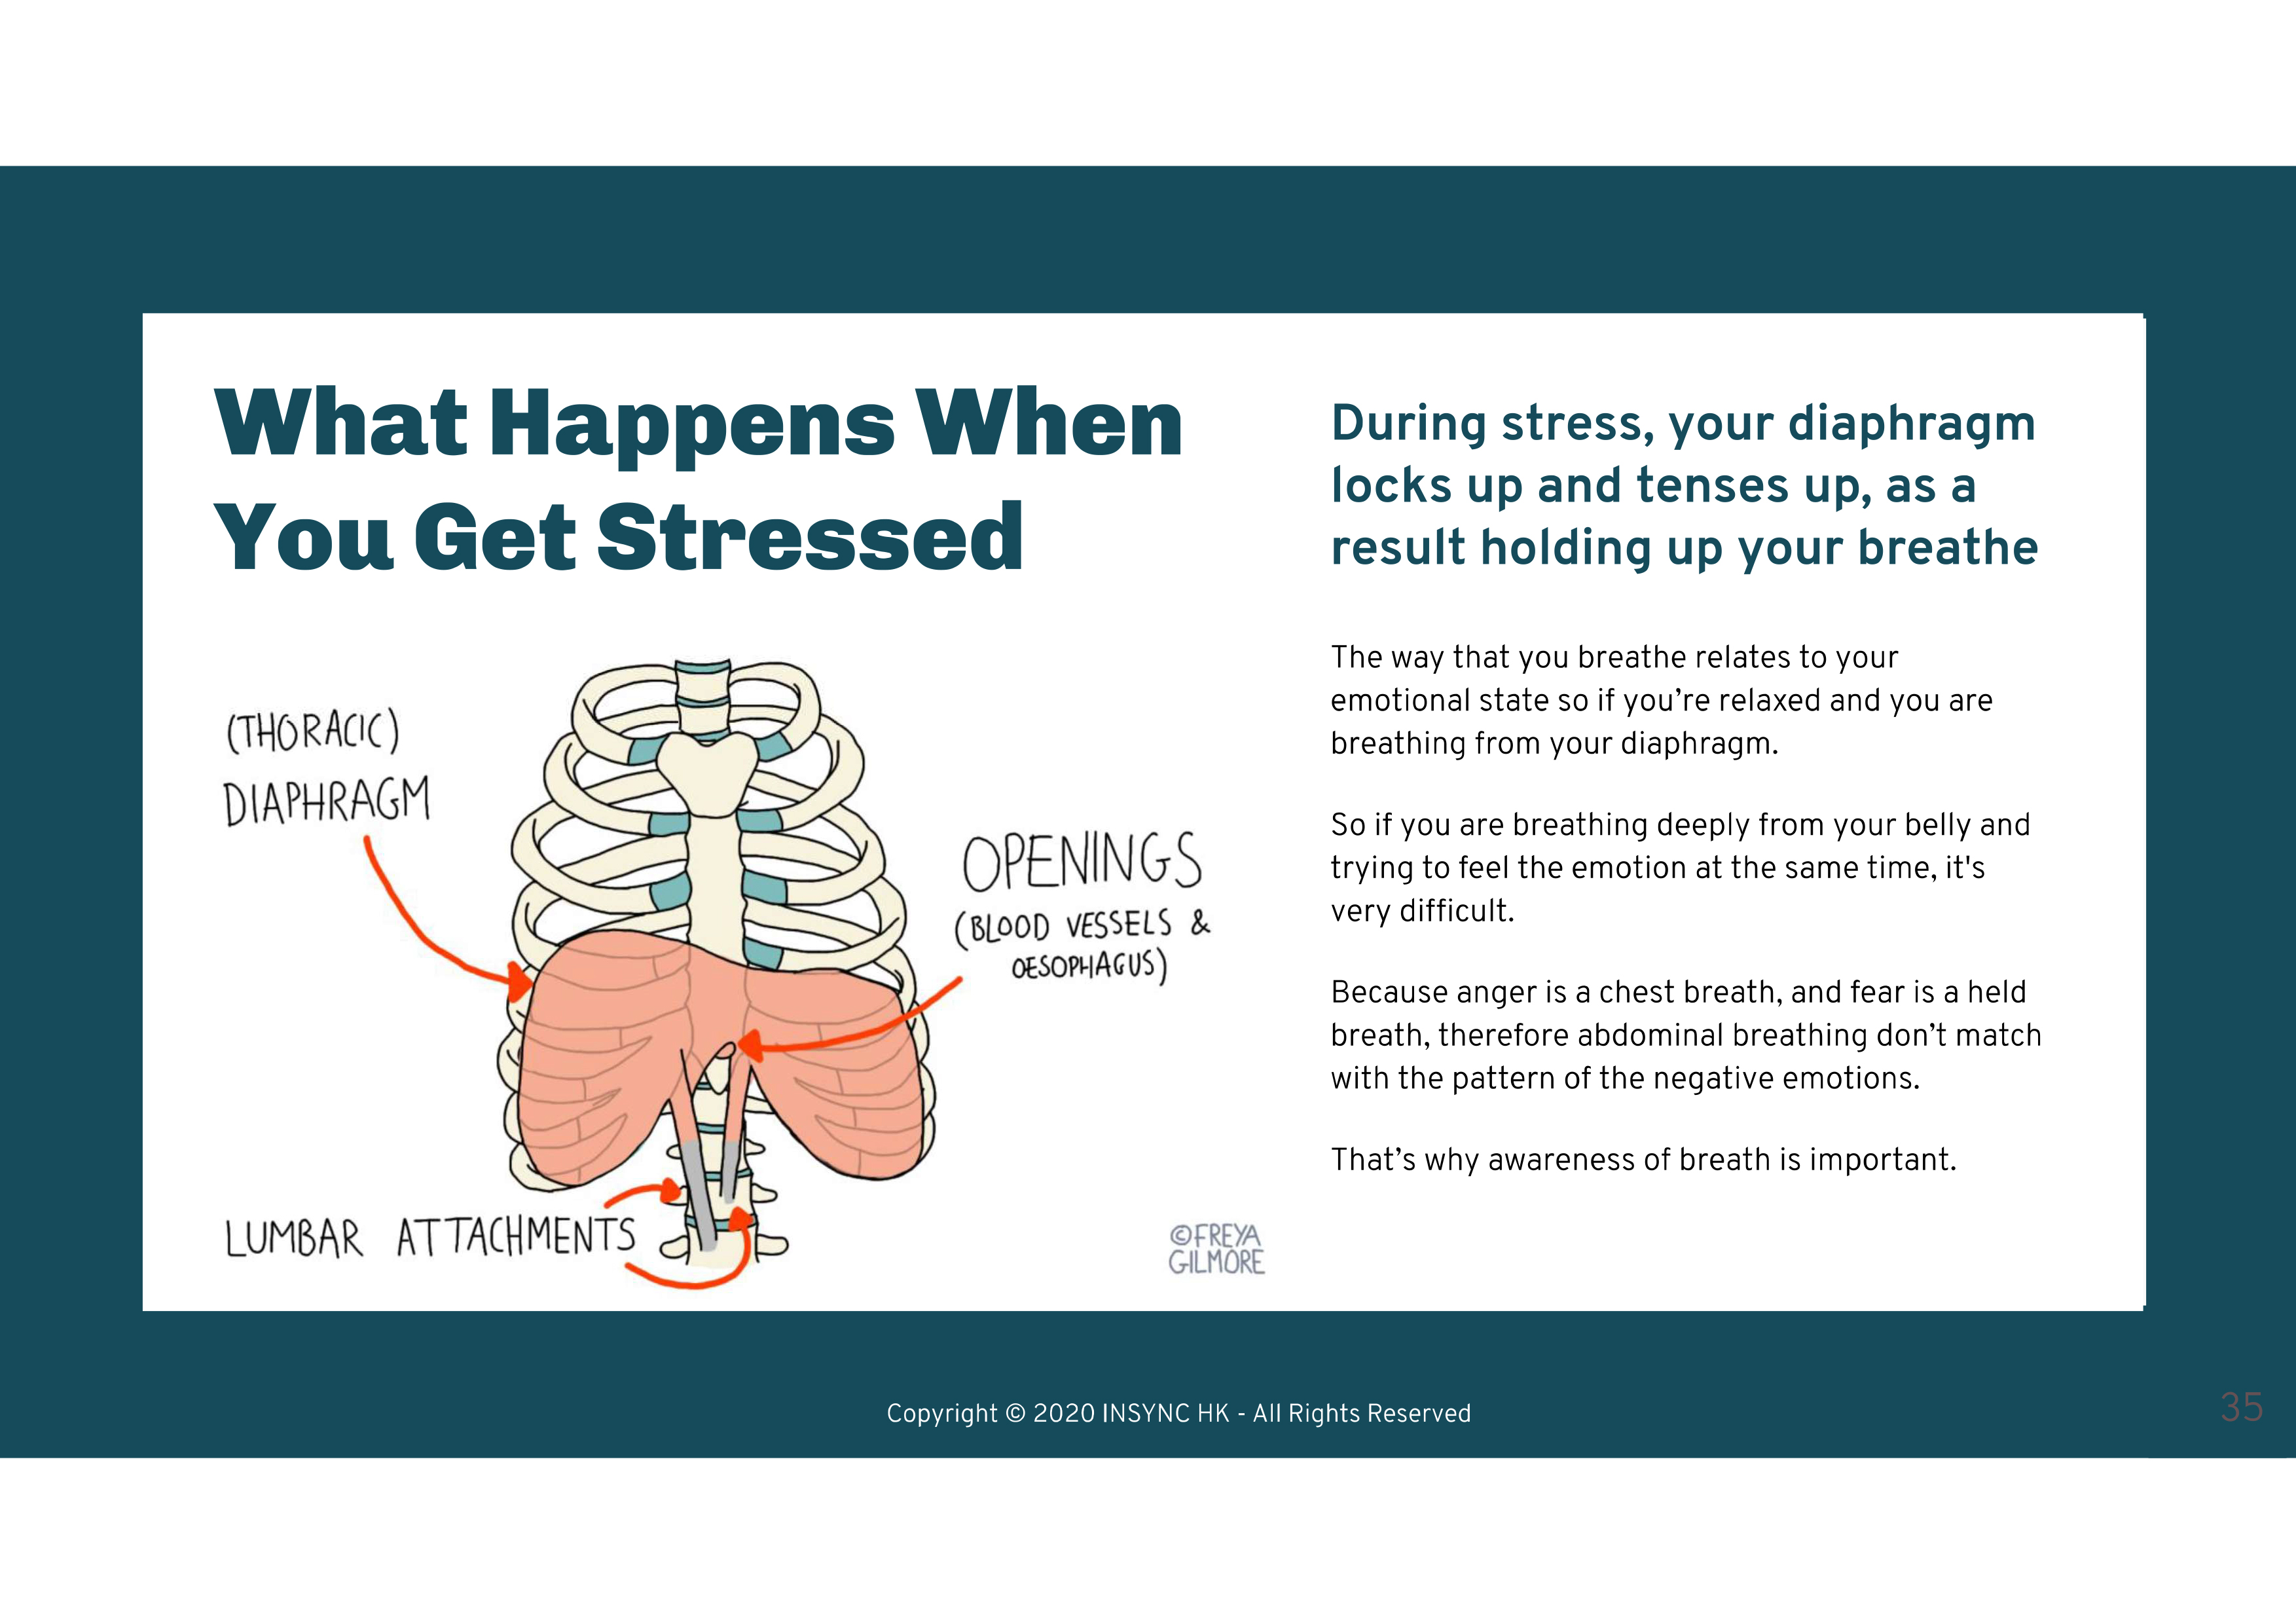 What Happens When
You Get Stressed
(THORACIC)
DIAPHRAGM
OPENINGS
(BLOOD VESSELS &
OESOPHAGUS)
LUMBAR ATTACHMENTS
©FREYA
GILMORE
During stress, your diaphragm
locks up and tenses up, as a
result holding up your breathe
The way that you breathe relates to your
emotional state so if you’re relaxed and you are
breathing from your diaphragm.
So if you are breathing deeply from your belly and
trying to feel the emotion at the same time, it's
very difficult.
Because anger is a chest breath, and fear is a held
breath, therefore abdominal breathing don’t match
with the pattern of the negative emotions.
That’s why awareness of breath is important.
Copyright © 2020 INSYNC HK - All Rights Reserved
35